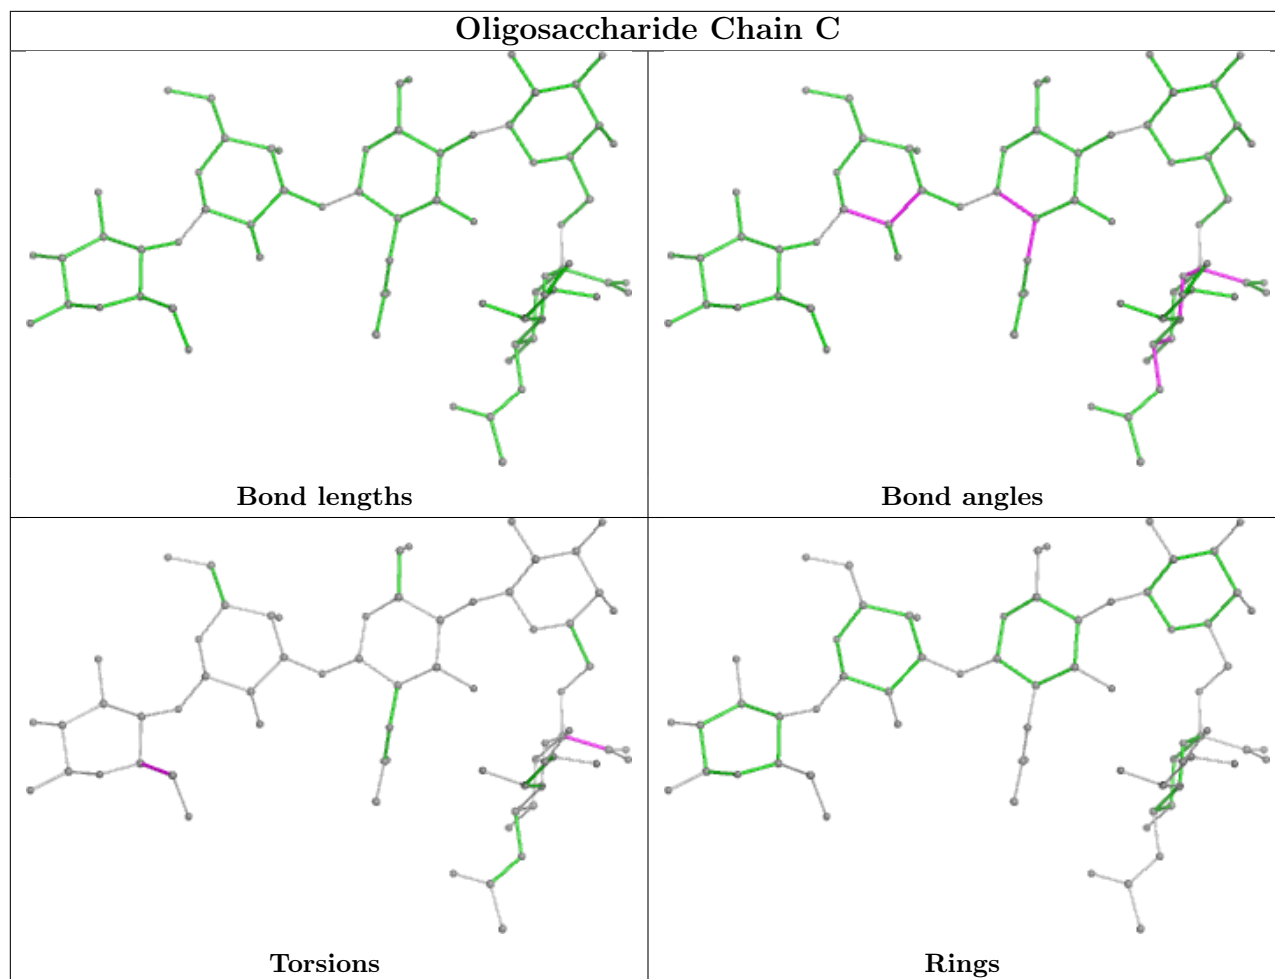 Oligosaccharide Chain C
Bond lengths
Bond angles
Torsions
Rings